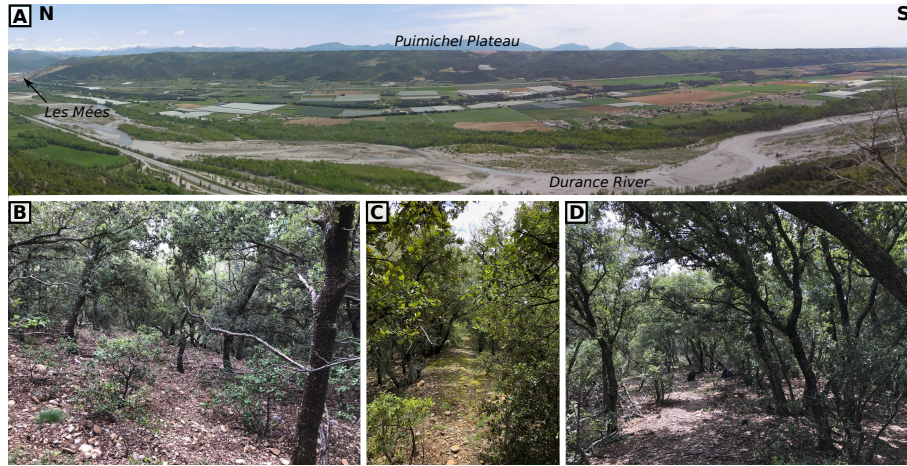 A N
S
Puimichel Plateau
Les Mées
Durance River
B
C
D